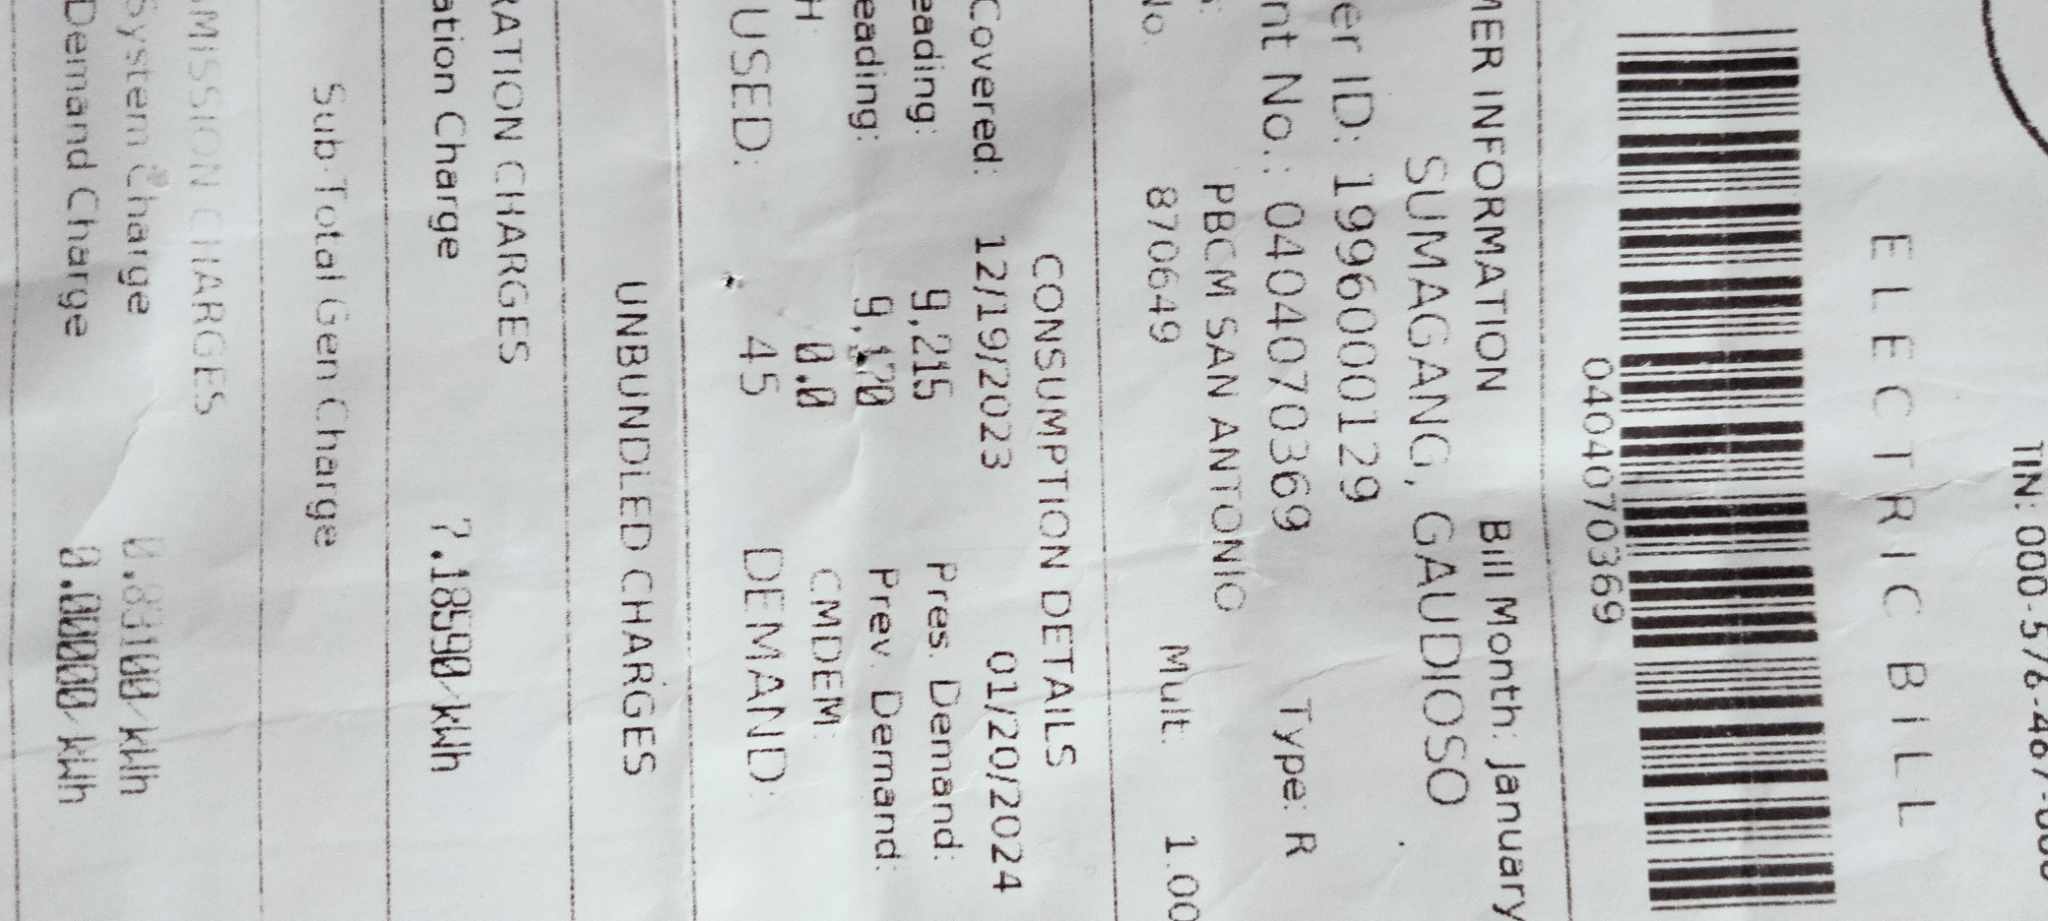 TIN: 000-576-467-000
ELECTRIC BILL
0404070369
MER INFORMATION Bill Month: January
SUMAGANG, GAUDIOSO
er ID: 1996000129
nt No.: 0404070369 Type: R
PBCM SAN ANTONIO
No. 870649 Mult: 1.00
CONSUMPTION DETAILS
Covered: 12/19/2023 01/20/2024
eading: 9,215 Pres. Demand:
eading: 9,170 Prev. Demand:
H 0.0 CMDEM:
USED: 45 DEMAND:
UNBUNDLED CHARGES
RATION CHARGES
ation Charge 7.18590/kWh
Sub-Total Gen Charge
MISSION CHARGES
System Charge 0.83100/kWh
Demand Charge 0.00000/kWh